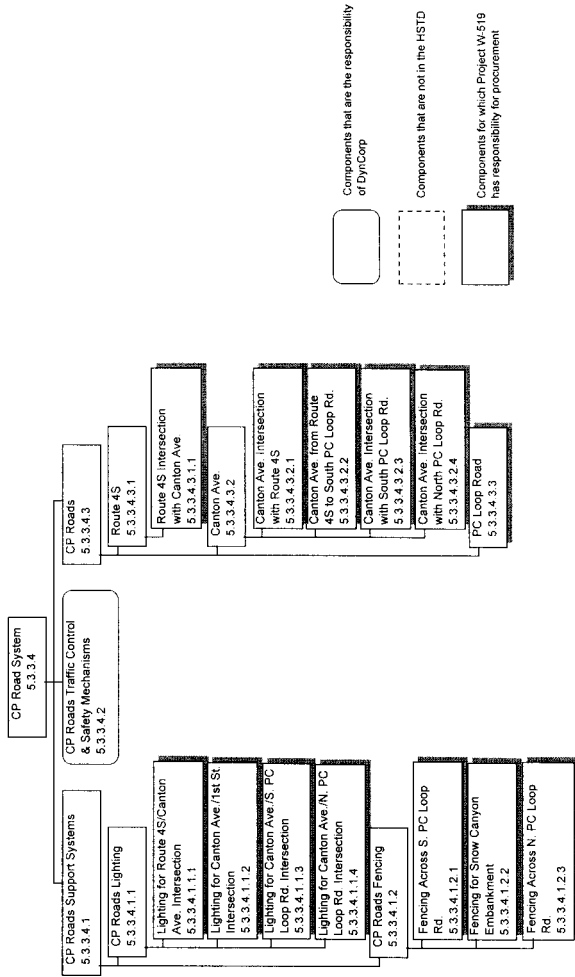 CP Road System
5.3.3.4
CP Roads Support Systems
5.3.3.4.1
CP Roads Lighting
5.3.3.4.1.1
Lighting for Route 4S/Canton
Ave. Intersection
5.3.3.4.1.1.1
Lighting for Canton Ave./1st St.
Intersection
5.3.3.4.1.1.2
Lighting for Canton Ave./S. PC
Loop Rd. Intersection
5.3.3.4.1.1.3
Lighting for Canton Ave./N. PC
Loop Rd. Intersection
5.3.3.4.1.1.4
CP Roads Fencing
5.3.3.4.1.2
Fencing Across S. PC Loop
Rd.
5.3.3.4.1.2.1
Fencing for Snow Canyon
Embankment
5.3.3.4.1.2.2
Fencing Across N. PC Loop
Rd.
5.3.3.4.1.2.3
CP Roads Traffic Control
& Safety Mechanisms
5.3.3.4.2
CP Roads
5.3.3.4.3
Route 4S
5.3.3.4.3.1
Route 4S Intersection
with Canton Ave
5.3.3.4.3.1.1
Canton Ave.
5.3.3.4.3.2
Canton Ave. Intersection
with Route 4S
5.3.3.4.3.2.1
Canton Ave. from Route
4S to South PC Loop Rd.
5.3.3.4.3.2.2
Canton Ave. Intersection
with South PC Loop Rd.
5.3.3.4.3.2.3
Canton Ave. Intersection
with North PC Loop Rd.
5.3.3.4.3.2.4
PC Loop Road
5.3.3.4.3.3
Components that are the responsibility
of DynCorp
Components that are not in the HSTD
Components for which Project W-519
has responsibility for procurement